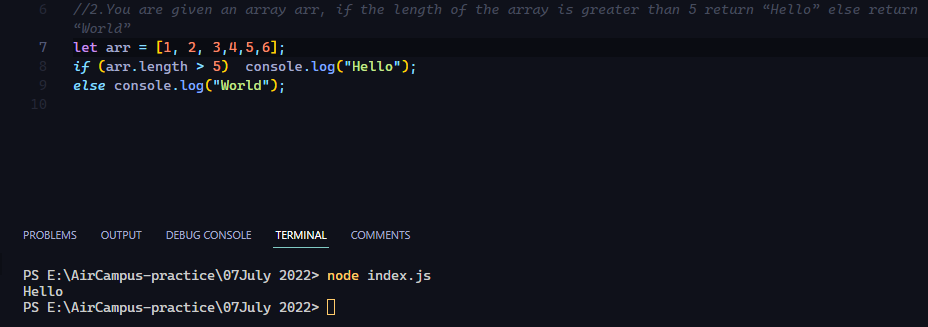 6 //2.You are given an array arr, if the length of the array is greater than 5 return “Hello” else return
“World”
7 let arr = [1, 2, 3,4,5,6];
8 if (arr.length > 5)  console.log("Hello");
9 else console.log("World");
10
PROBLEMS OUTPUT DEBUG CONSOLE TERMINAL COMMENTS
PS E:\AirCampus-practice\07July 2022> node index.js
Hello
PS E:\AirCampus-practice\07July 2022>